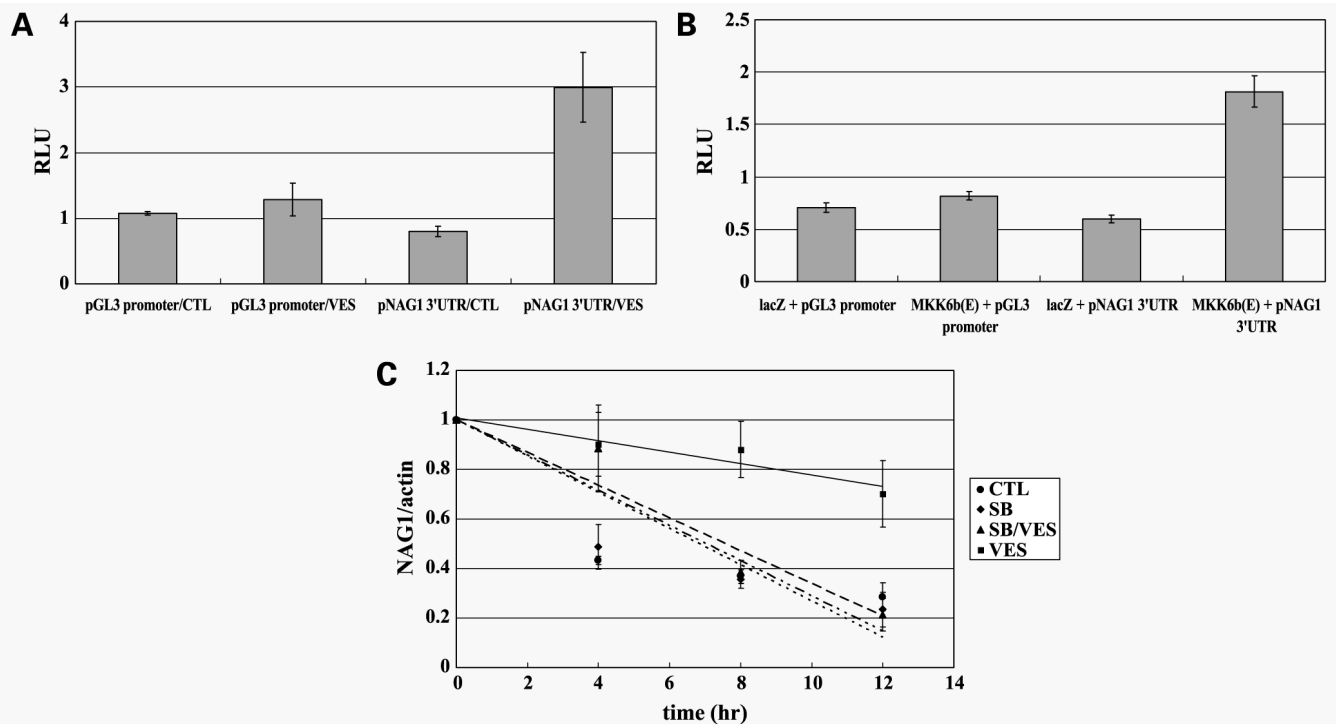 A
4
3
2
1
0
RLU
pGL3 promoter/CTL
pGL3 promoter/VES
pNAG1 3'UTR/CTL
pNAG1 3'UTR/VES
B
2.5
2
1.5
1
0.5
0
RLU
lacZ + pGL3 promoter
MKK6b(E) + pGL3
promoter
lacZ + pNAG1 3'UTR
MKK6b(E) + pNAG1
3'UTR
C
1.2
1
0.8
0.6
0.4
0.2
0
NAG1/actin
0 2 4 6 8 10 12 14
time (hr)
CTL
SB
SB/VES
VES